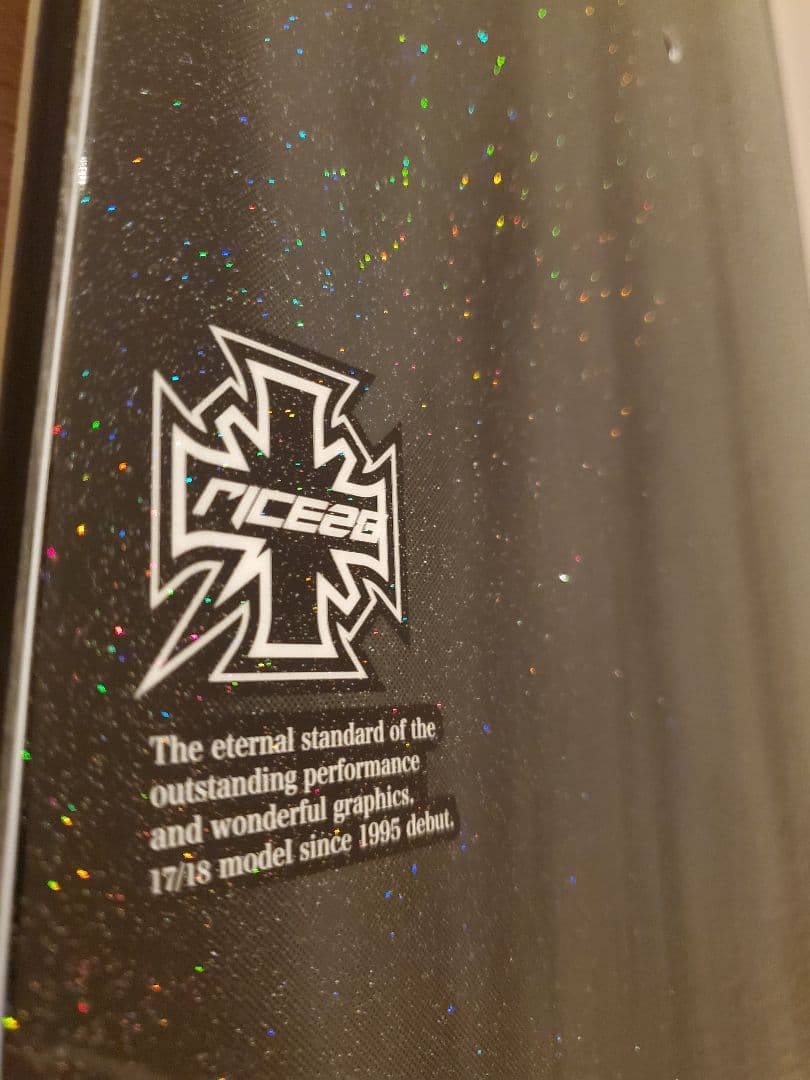 RICE28
The eternal standard of the
outstanding performance
and wonderful graphics.
17/18 model since 1995 debut.